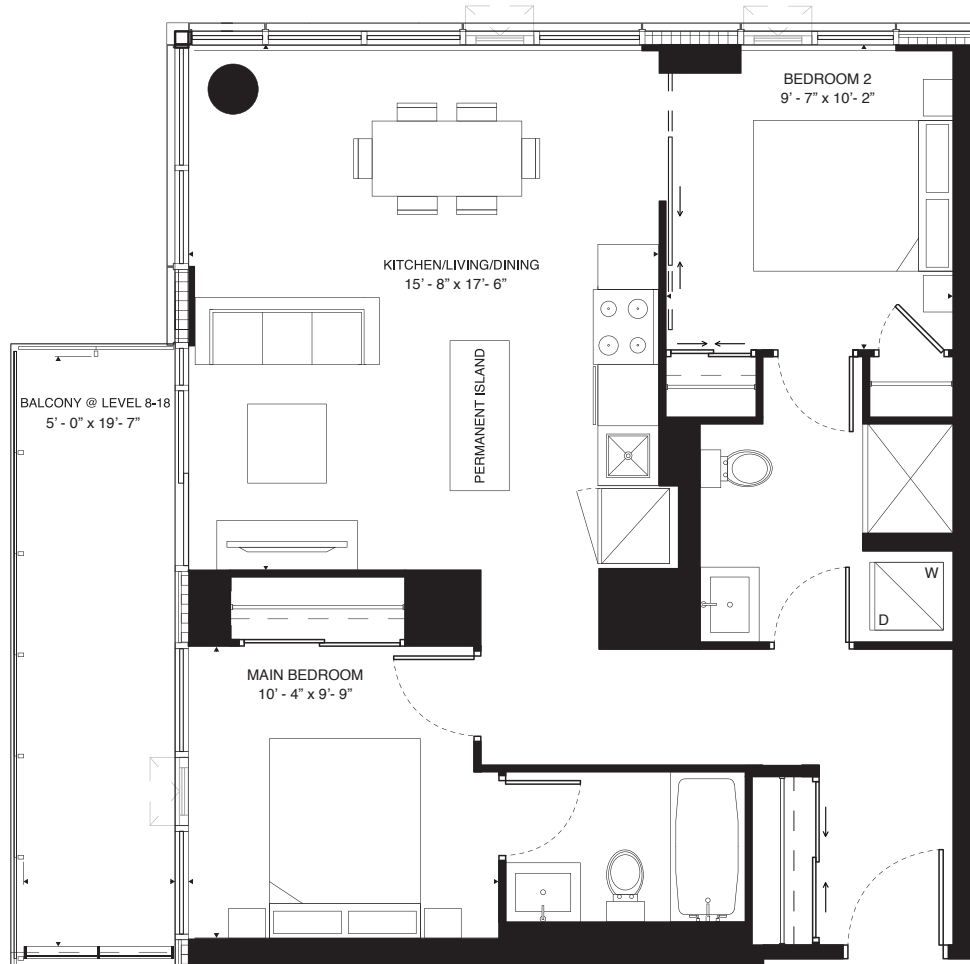 BEDROOM 2
9' - 7” x 10'- 2”
KITCHEN/LIVING/DINING
15' - 8” x 17'- 6”
PERMANENT ISLAND
BALCONY @ LEVEL 8-18
5' - 0” x 19'- 7”
W
D
MAIN BEDROOM
10' - 4” x 9'- 9”